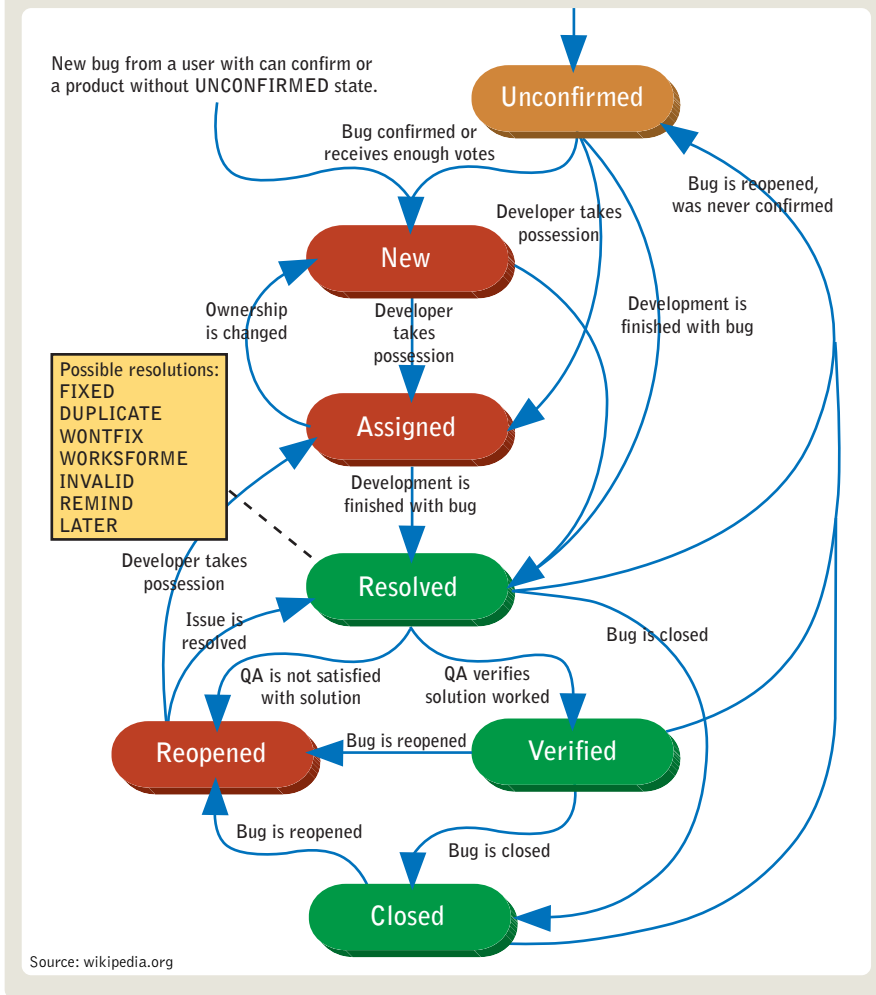 New bug from a user with can confirm or
a product without UNCONFIRMED state.
Unconfirmed
Bug confirmed or
receives enough votes
Bug is reopened,
was never confirmed
Developer takes
possession
New
Ownership
is changed
Developer
takes
possession
Development is
finished with bug
Possible resolutions:
FIXED
DUPLICATE
WONTFIX
WORKSFORME
INVALID
REMIND
LATER
Assigned
Development is
finished with bug
Developer takes
possession
Resolved
Issue is
resolved
Bug is closed
QA is not satisfied
with solution
QA verifies
solution worked
Reopened
Bug is reopened
Verified
Bug is reopened
Bug is closed
Closed
Source: wikipedia.org